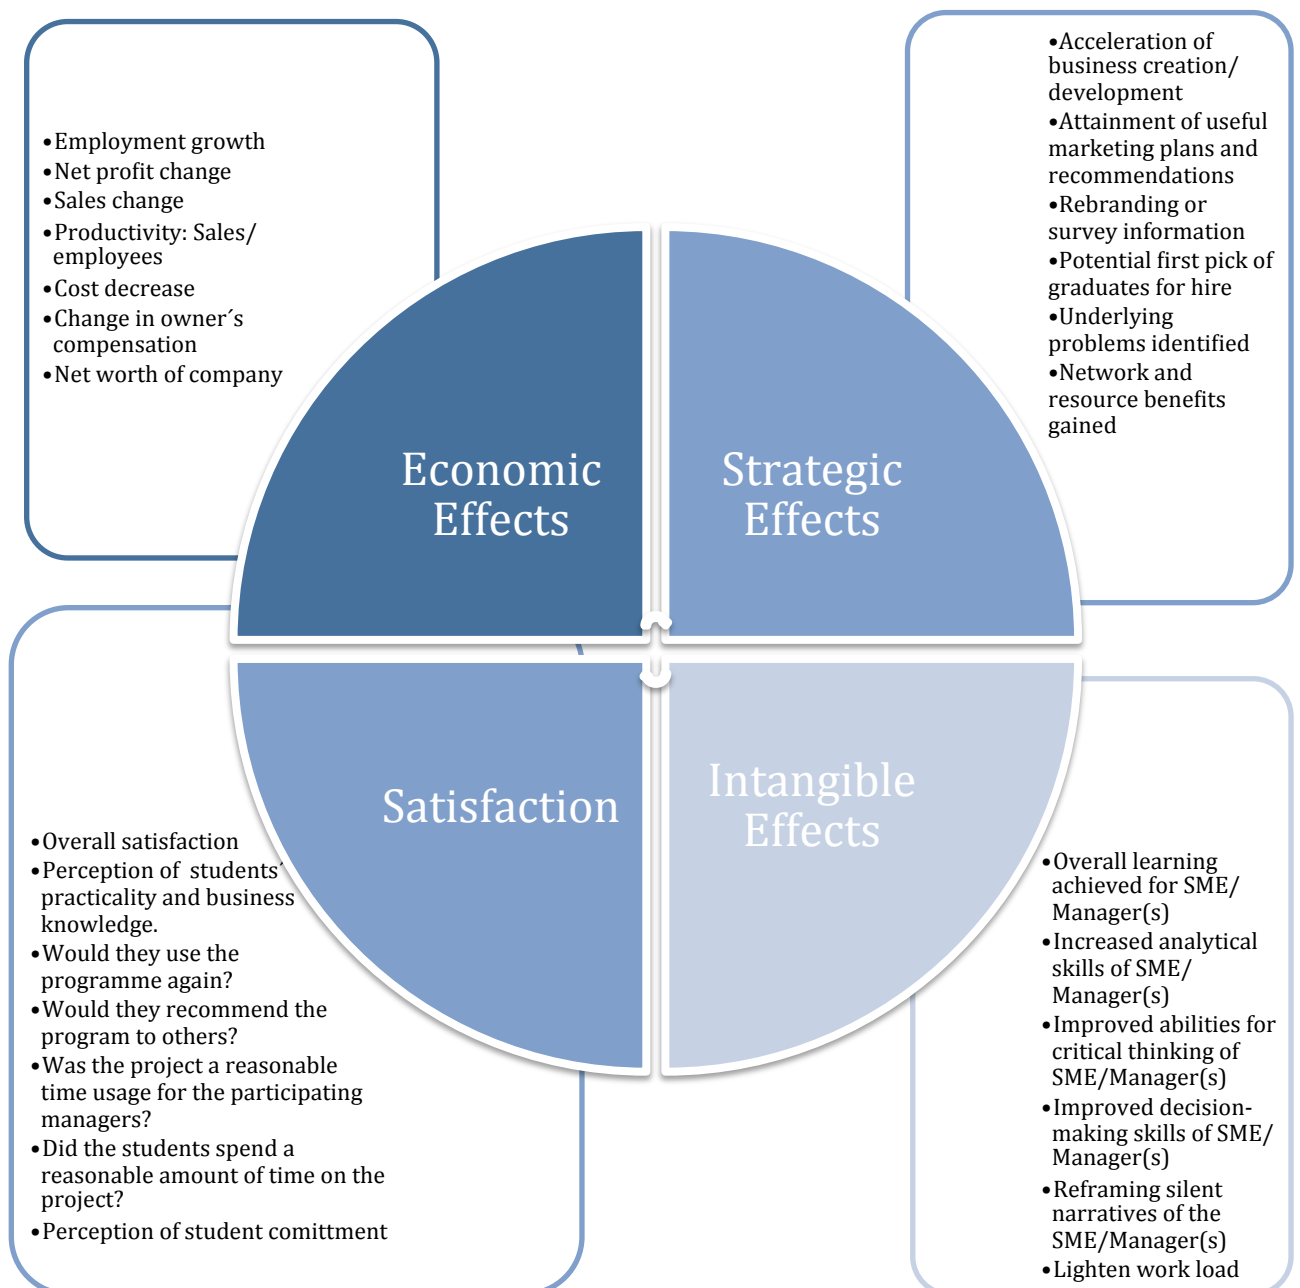 •Employment growth
•Net profit change
•Sales change
•Productivity: Sales/
employees
•Cost decrease
•Change in owner´s
compensation
•Net worth of company
•Acceleration of
business creation/
development
•Attainment of useful
marketing plans and
recommendations
•Rebranding or
survey information
•Potential first pick of
graduates for hire
•Underlying
problems identified
•Network and
resource benefits
gained
Economic
Effects
Strategic
Effects
Satisfaction
Intangible
Effects
•Overall satisfaction
•Perception of students´
practicality and business
knowledge.
•Would they use the
programme again?
•Would they recommend the
program to others?
•Was the project a reasonable
time usage for the participating
managers?
•Did the students spend a
reasonable amount of time on the
project?
•Perception of student comittment
•Overall learning
achieved for SME/
Manager(s)
•Increased analytical
skills of SME/
Manager(s)
•Improved abilities for
critical thinking of
SME/Manager(s)
•Improved decision-
making skills of SME/
Manager(s)
•Reframing silent
narratives of the
SME/Manager(s)
•Lighten work load